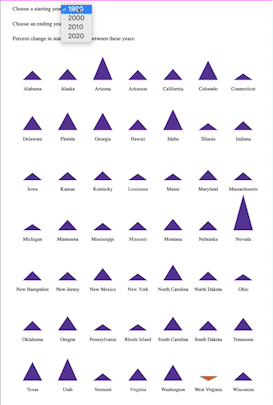 Choose a starting year
1990
Choose an ending year
2000
2010
Percent change in stat between these years:
2020
Alabama Alaska Arizona Arkansas California Colorado Connecticut
Delaware Florida Georgia Hawaii Idaho Illinois Indiana
Iowa Kansas Kentucky Louisiana Maine Maryland Massachusetts
Michigan Minnesota Mississippi Missouri Montana Nebraska Nevada
New Hampshire New Jersey New Mexico New York North Carolina North Dakota Ohio
Oklahoma Oregon Pennsylvania Rhode Island South Carolina South Dakota Tennessee
Texas Utah Vermont Virginia Washington West Virginia Wisconsin